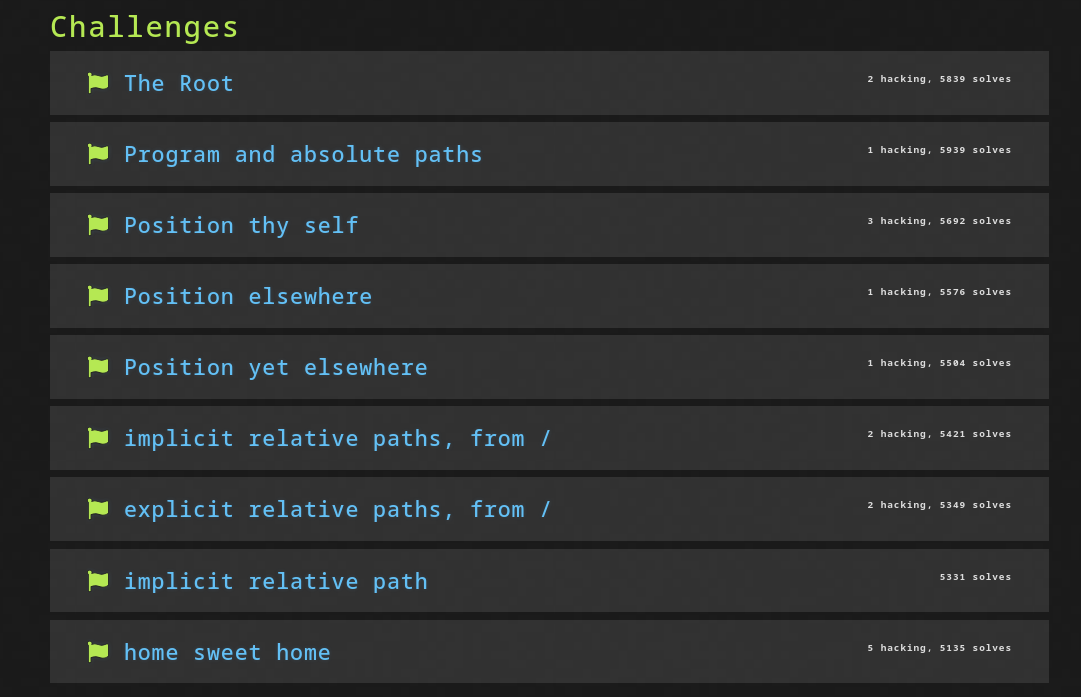 Challenges
The Root
2 hacking, 5839 solves
Program and absolute paths
1 hacking, 5939 solves
Position thy self
3 hacking, 5692 solves
Position elsewhere
1 hacking, 5576 solves
Position yet elsewhere
1 hacking, 5504 solves
implicit relative paths, from /
2 hacking, 5421 solves
explicit relative paths, from /
2 hacking, 5349 solves
implicit relative path
5331 solves
home sweet home
5 hacking, 5135 solves